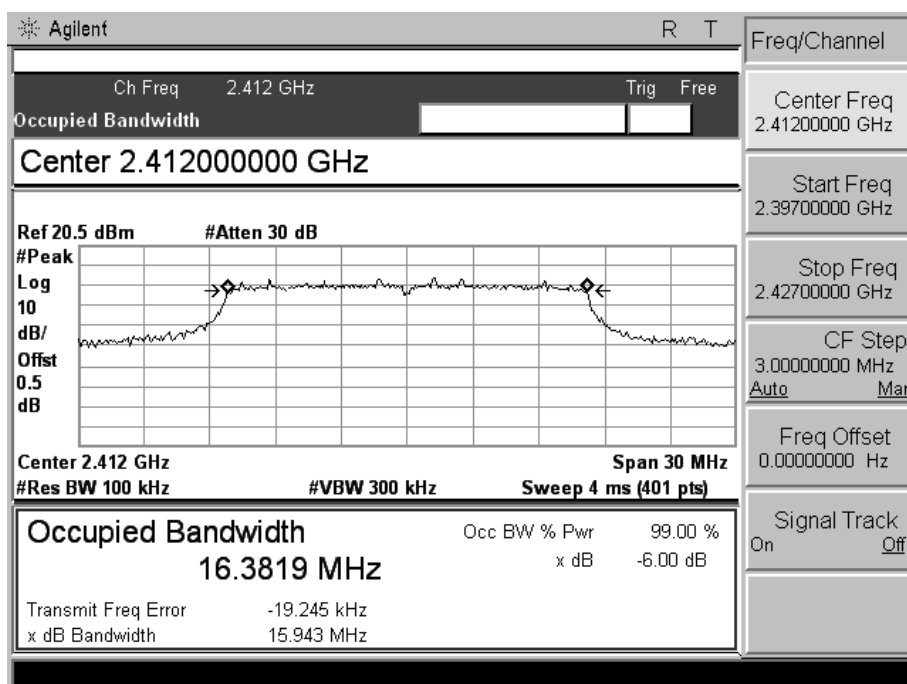 Agilent R T
Freq/Channel
Ch Freq 2.412 GHz Trig Free
Occupied Bandwidth
Center 2.412000000 GHz
Ref 20.5 dBm #Atten 30 dB
#Peak
Log
10
dB/
Offst
0.5
dB
Center 2.412 GHz Span 30 MHz
#Res BW 100 kHz #VBW 300 kHz Sweep 4 ms (401 pts)
Occupied Bandwidth Occ BW % Pwr 99.00 %
16.3819 MHz x dB -6.00 dB
Transmit Freq Error -19.245 kHz
x dB Bandwidth 15.943 MHz
Center Freq
2.41200000 GHz
Start Freq
2.39700000 GHz
Stop Freq
2.42700000 GHz
CF Step
3.00000000 MHz
Auto Mar
Freq Offset
0.00000000 Hz
Signal Track
On Off